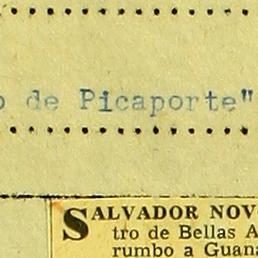 de Picaporte"
SALVADOR NOV
tro de Bellas A
rumbo a Guana